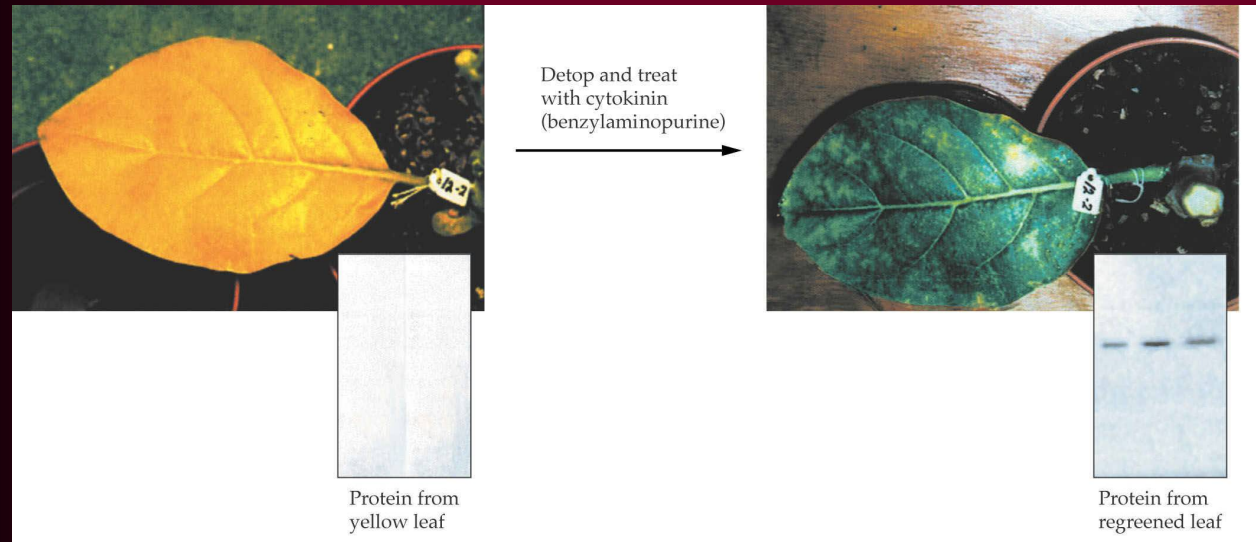 Detop and treat
with cytokinin
(benzylaminopurine)
Protein from
yellow leaf
Protein from
regreened leaf